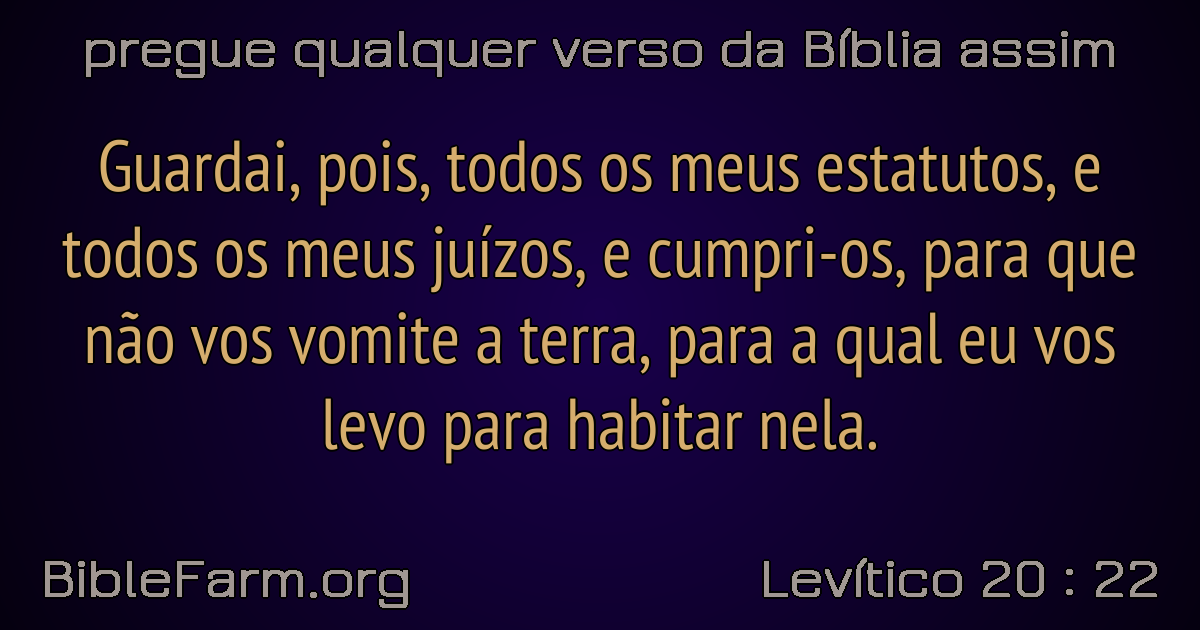 pregue qualquer verso da Bíblia assim
Guardai, pois, todos os meus estatutos, e
todos os meus juízos, e cumpri-os, para que
não vos vomite a terra, para a qual eu vos
levo para habitar nela.
BibleFarm.org
Levítico 20 : 22